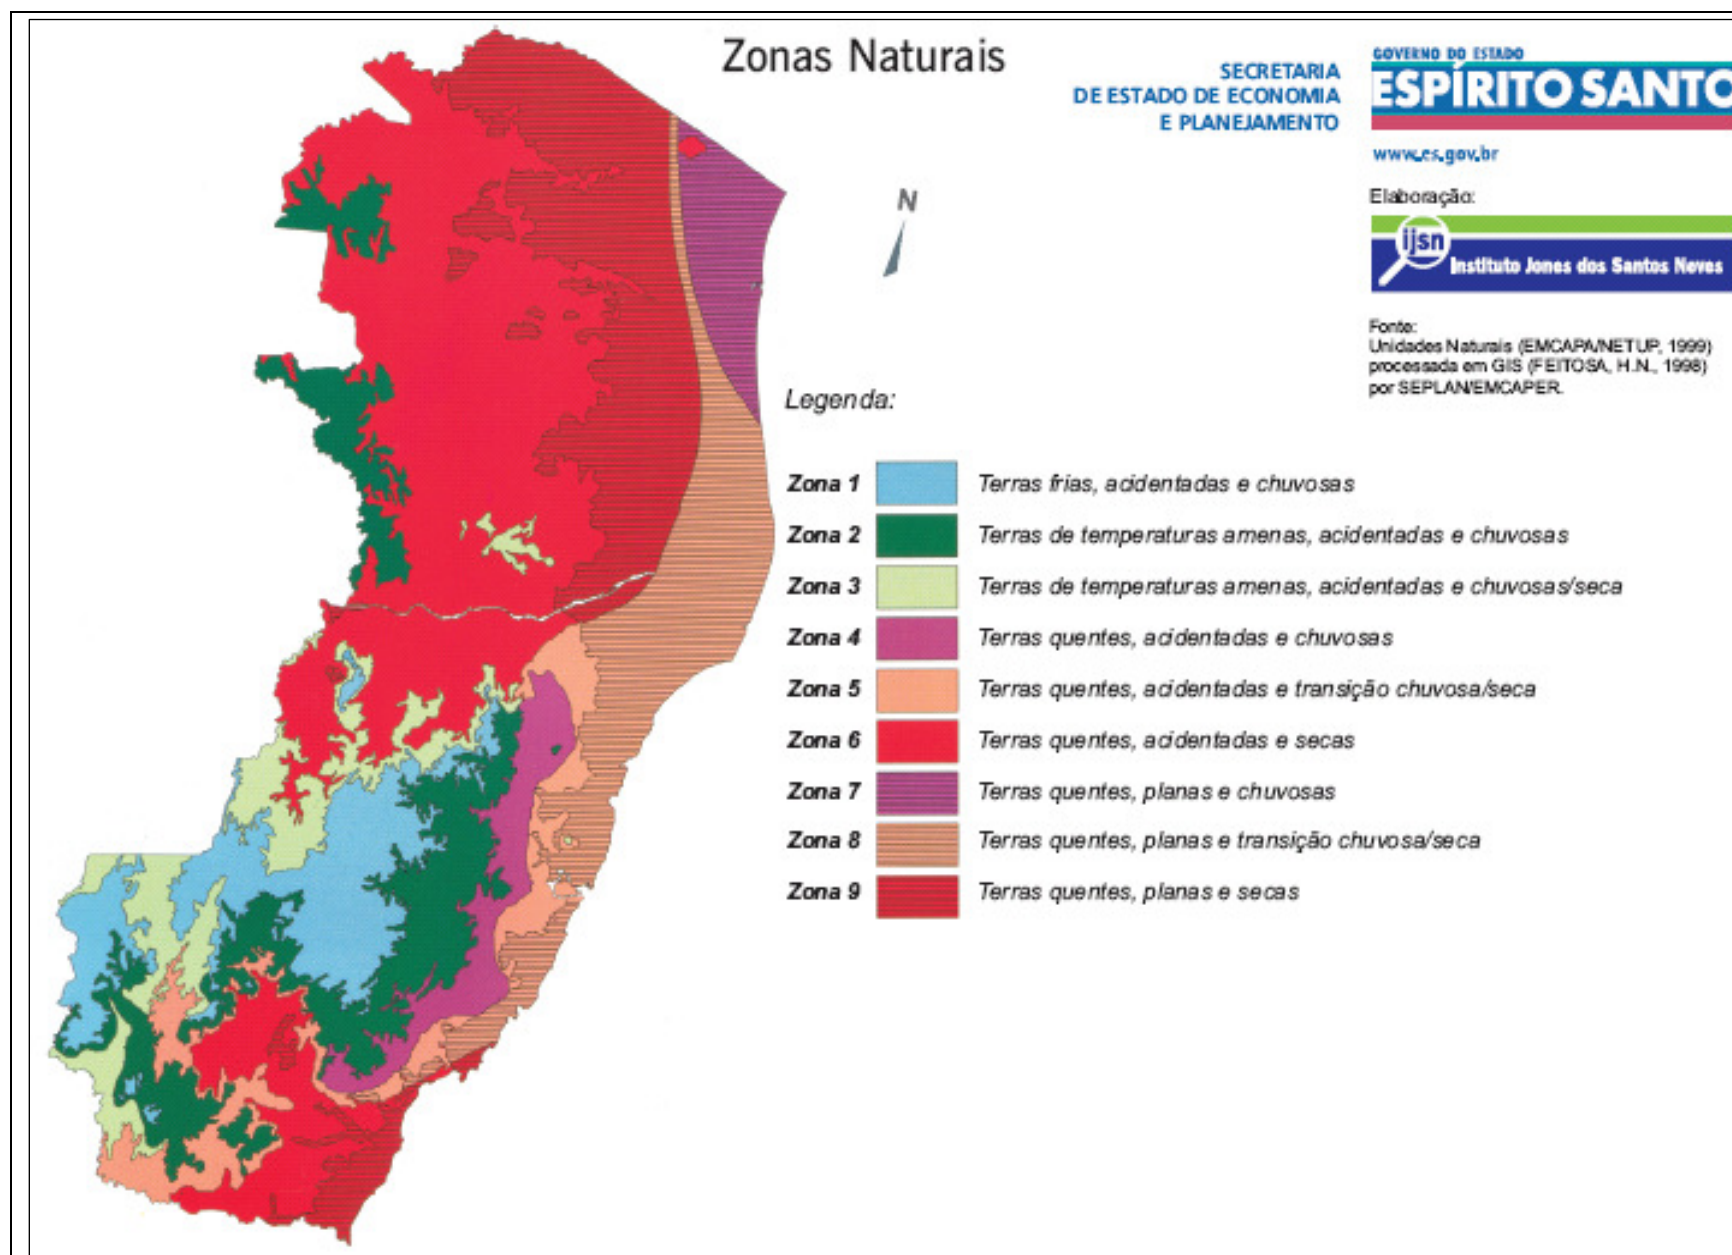 Zonas Naturais
SECRETARIA
DE ESTADO DE ECONOMIA
E PLANEJAMENTO
GOVERNO DO ESTADO
ESPÍRITO SANTO
www.es.gov.br
Elaboração:
ijsn
Instituto Jones dos Santos Neves
Fonte:
Unidades Naturais (EMCAPA/NETUP, 1999)
processada em GIS (FEITOSA, H.N., 1998)
por SEPLAN/EMCAPER.
N
Legenda:
Zona 1 Terras frias, acidentadas e chuvosas
Zona 2 Terras de temperaturas amenas, acidentadas e chuvosas
Zona 3 Terras de temperaturas amenas, acidentadas e chuvosas/seca
Zona 4 Terras quentes, acidentadas e chuvosas
Zona 5 Terras quentes, acidentadas e transição chuvosa/seca
Zona 6 Terras quentes, acidentadas e secas
Zona 7 Terras quentes, planas e chuvosas
Zona 8 Terras quentes, planas e transição chuvosa/seca
Zona 9 Terras quentes, planas e secas